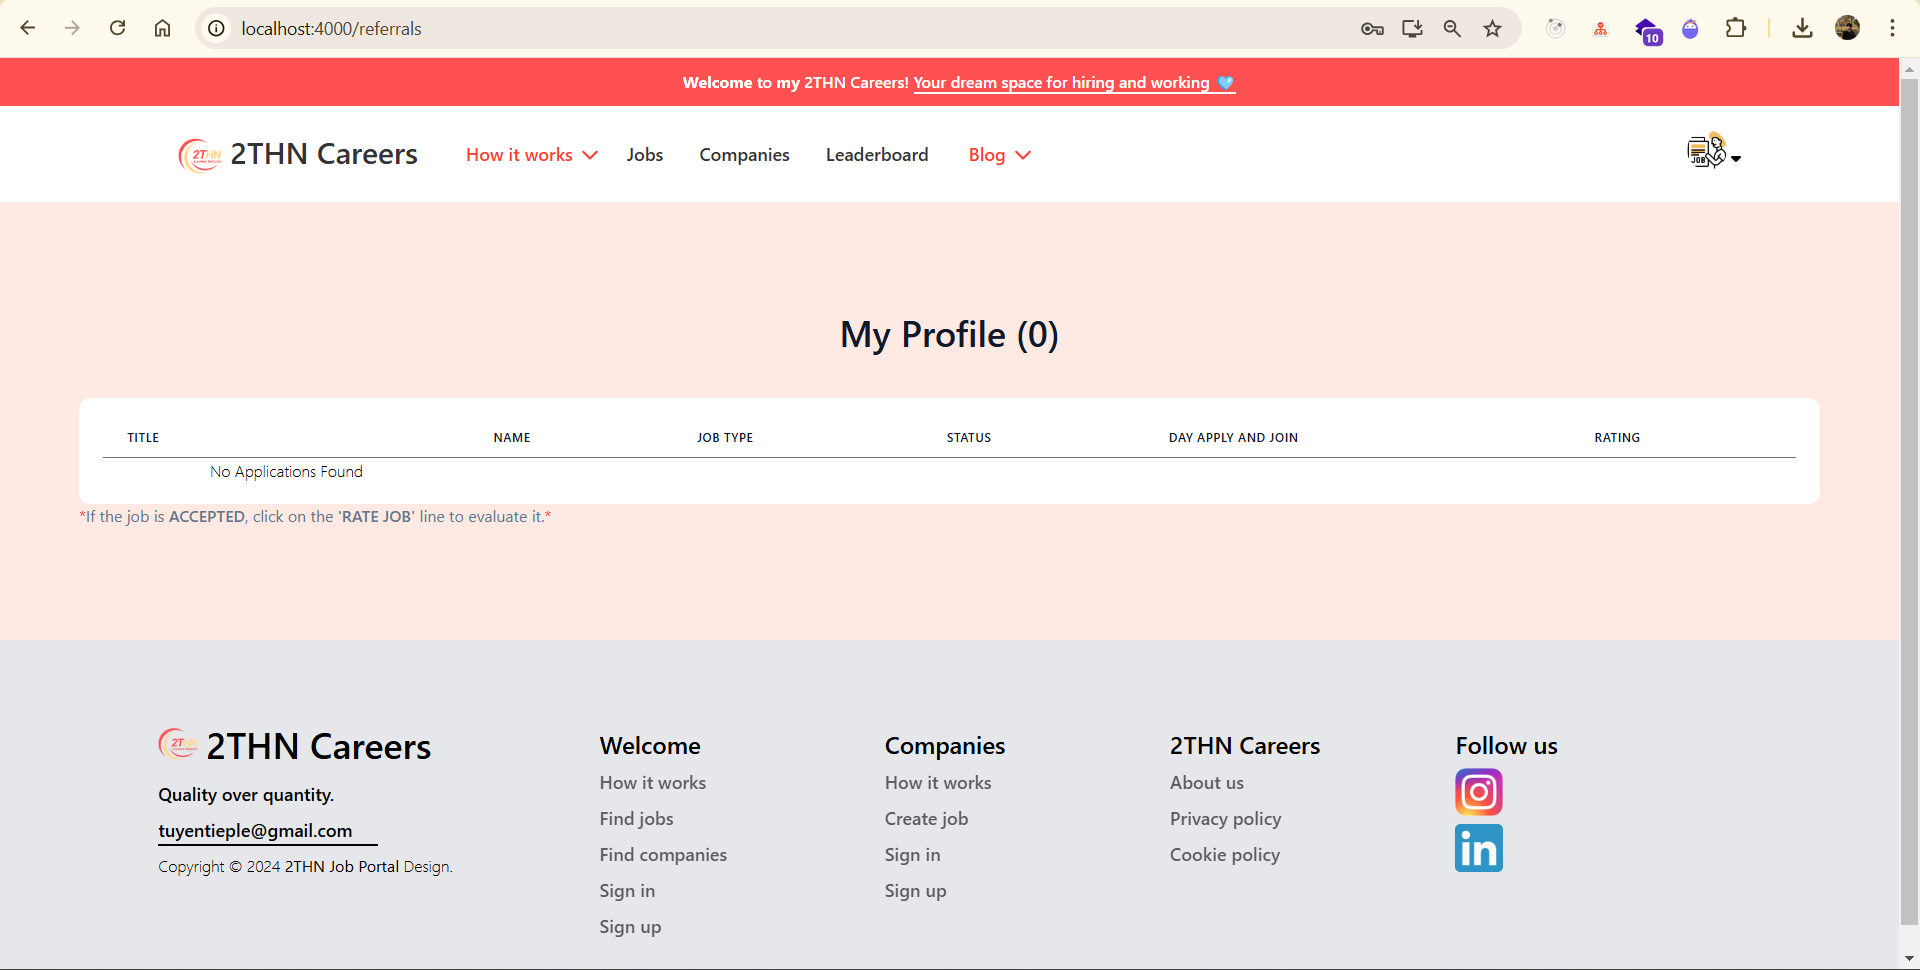 localhost:4000/referrals
10
Welcome to my 2THN Careers! Your dream space for hiring and working
2THN
2THN Careers
How it works
Jobs
Companies
Leaderboard
Blog
JOB
My Profile (0)
TITLE NAME JOB TYPE STATUS DAY APPLY AND JOIN RATING
No Applications Found
*If the job is ACCEPTED, click on the 'RATE JOB' line to evaluate it.*
2THN Careers
Quality over quantity.
tuyentieple@gmail.com
Copyright © 2024 2THN Job Portal Design.
Welcome
How it works
Find jobs
Find companies
Sign in
Sign up
Companies
How it works
Create job
Sign in
Sign up
2THN Careers
About us
Privacy policy
Cookie policy
Follow us
in